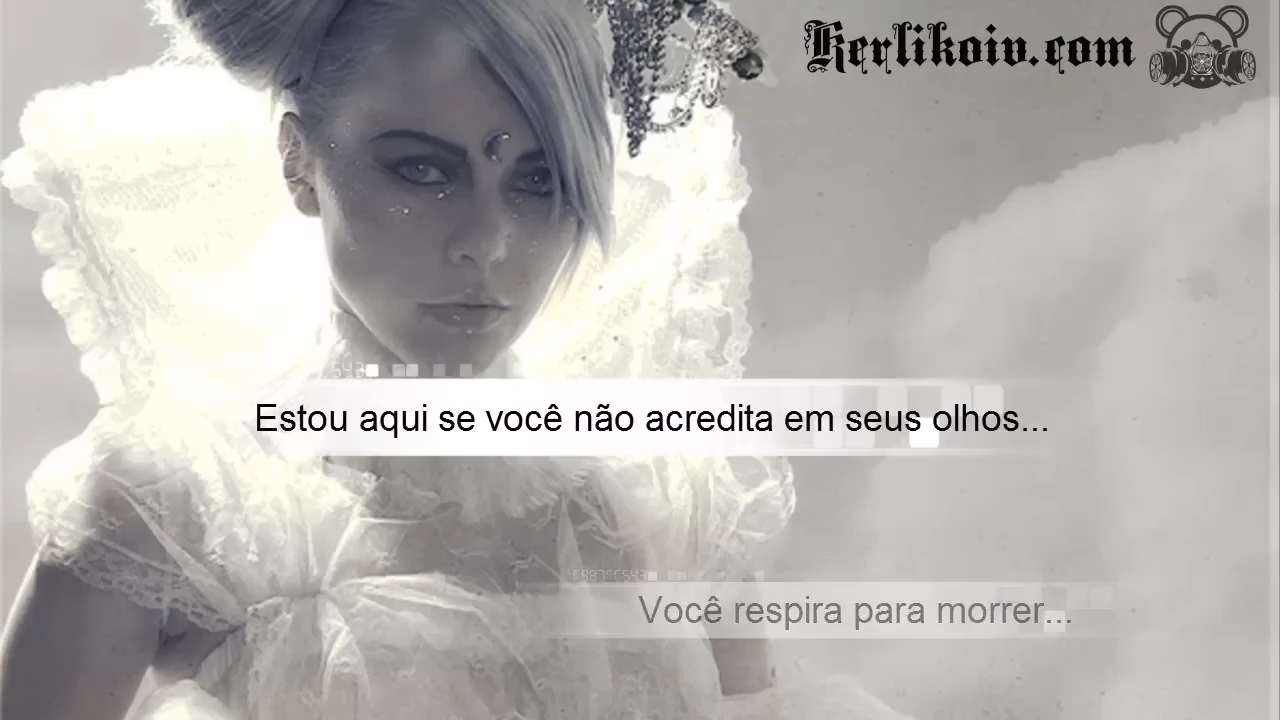 Kerlikoiv.com
Estou aqui se você não acredita em seus olhos...
Você respira para morrer...